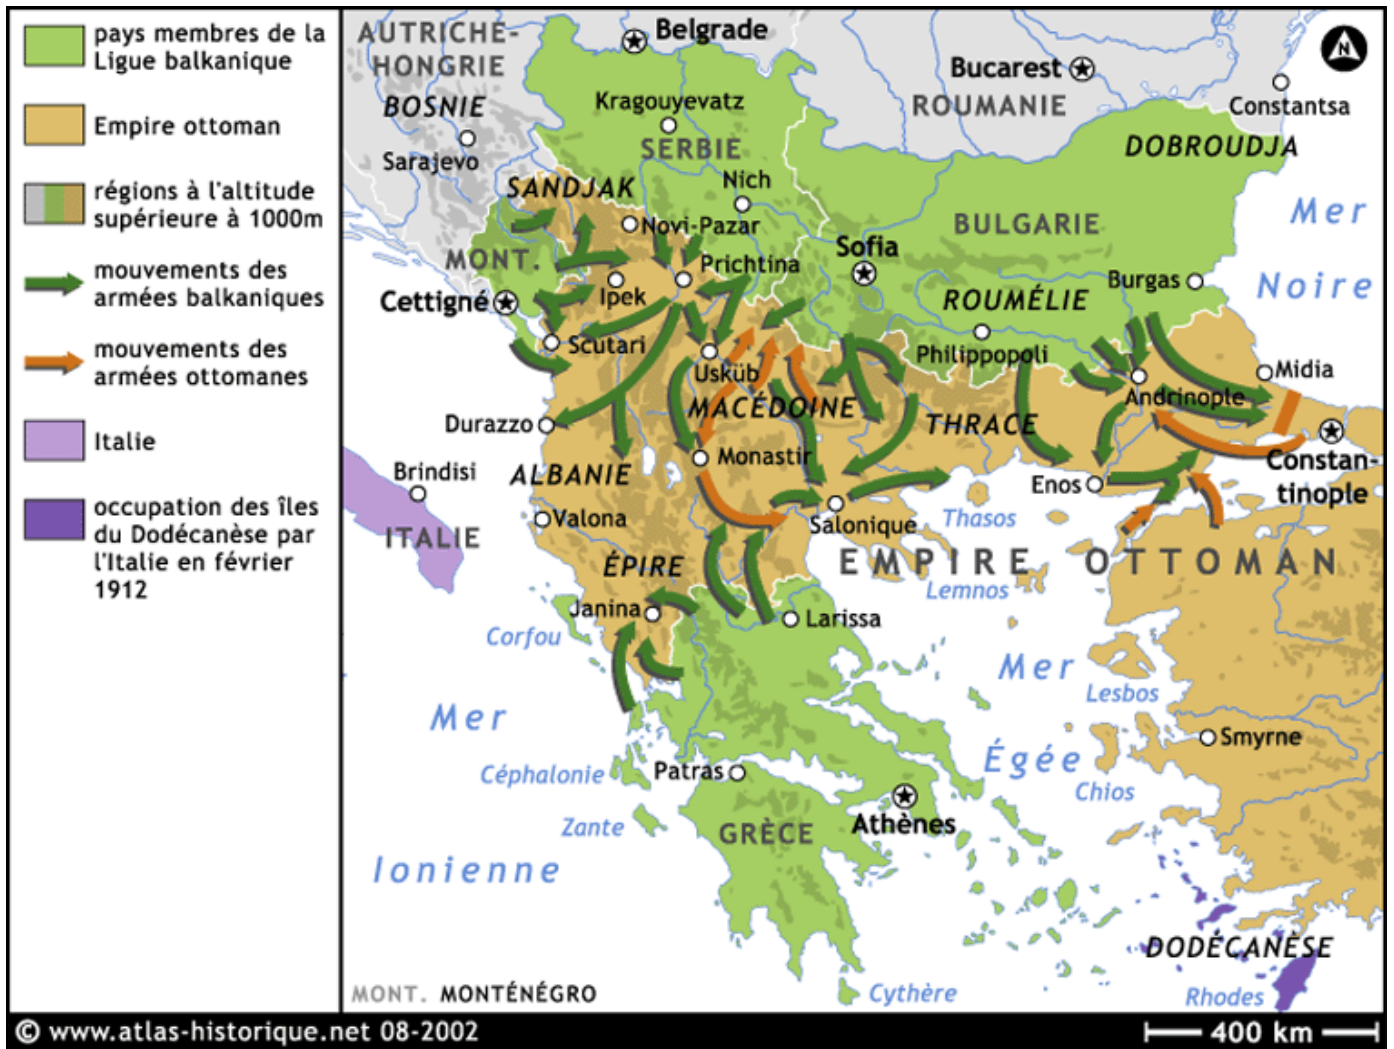 pays membres de la
Ligue balkanique
Empire ottoman
régions à l'altitude
supérieure à 1000m
mouvements des
armées balkaniques
mouvements des
armées ottomanes
Italie
occupation des îles
du Dodécanèse par
l'Italie en février
1912
AUTRICHE-
HONGRIE
BOSNIE
Sarajevo
Belgrade
Kragouyevatz
SERBIE
Nich
Bucarest
ROUMANIE
Constantsa
DOBROUDJA
N
SANDJAK
Novi-Pazar
MONT.
Prichtina
Ipek
Cettigné
Scutari
Sofia
BULGARIE
ROUMÉLIE
Burgas
Philippopoli
Mer
Noire
Usküb
MACÉDOINE
THRACE
Andrinople
Midia
Durazzo
Monastir
ALBANIE
Brindisi
ITALIE
Valona
Enos
Constan-
tinople
Salonique
Thasos
EMPIRE OTTOMAN
ÉPIRE
Lemnos
Janina
Larissa
Corfou
Mer
Égée
Lesbos
Smyrne
Chios
Mer
Ionienne
Céphalonie
Patras
Zante
GRÈCE
Athènes
DODÉCANÈSE
Rhodes
Cythère
MONT. MONTÉNÉGRO
© www.atlas-historique.net 08-2002
400 km